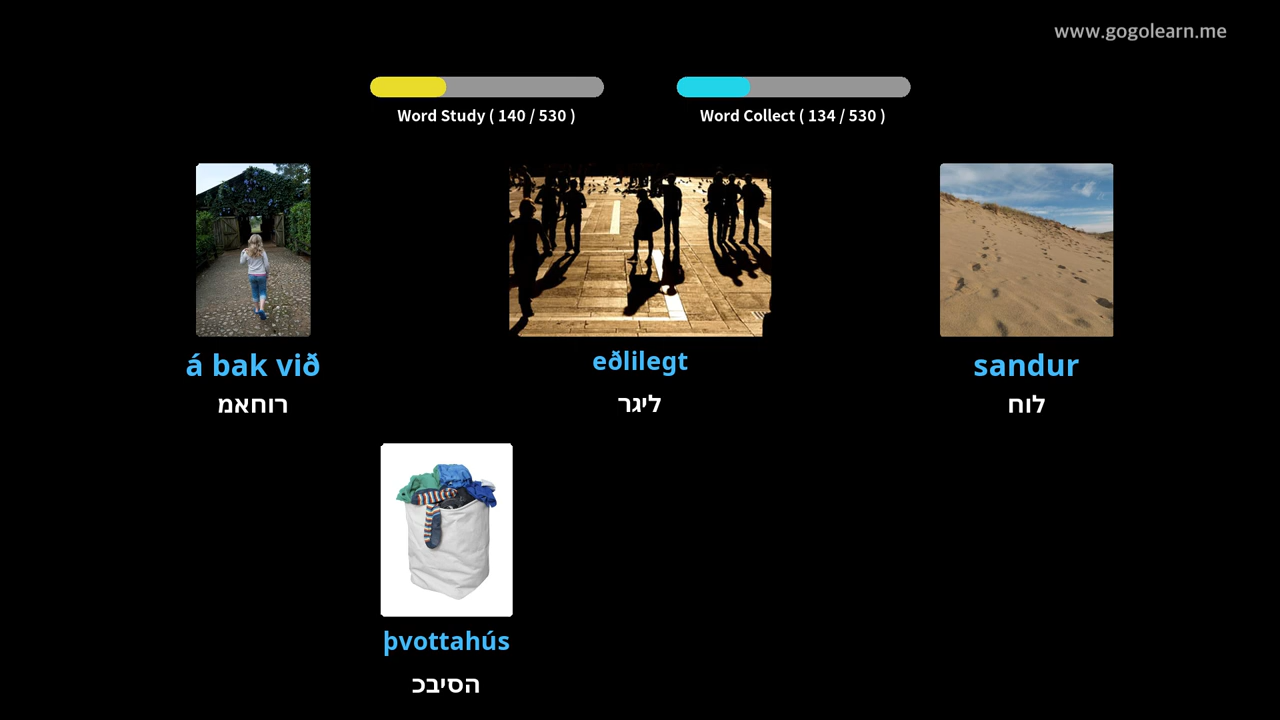 www.gogolearn.me
Word Study ( 140 / 530 )
Word Collect ( 134 / 530 )
á bak við
רוחאמ
eðlilegt
ליגר
sandur
לוח
þvottahús
הסיבכ